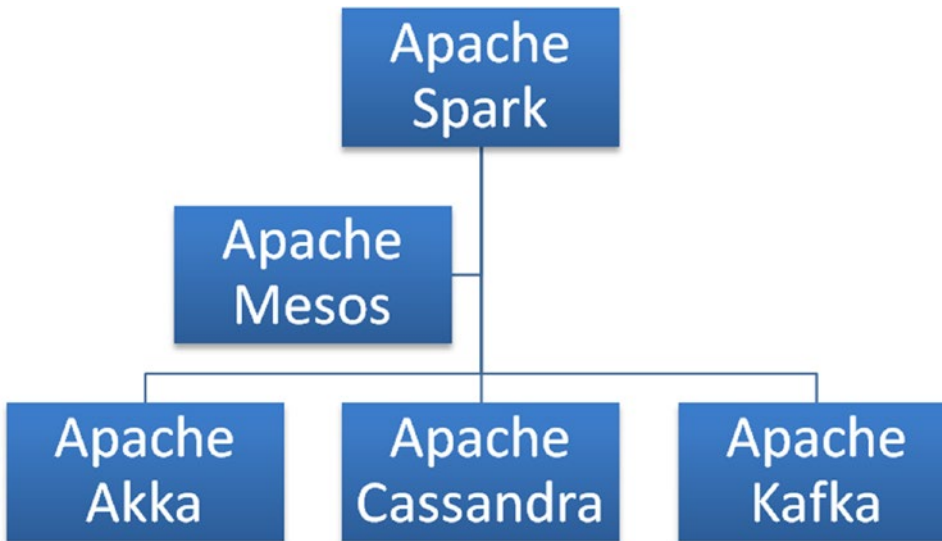 Apache
Spark
Apache
Mesos
Apache
Akka
Apache
Cassandra
Apache
Kafka